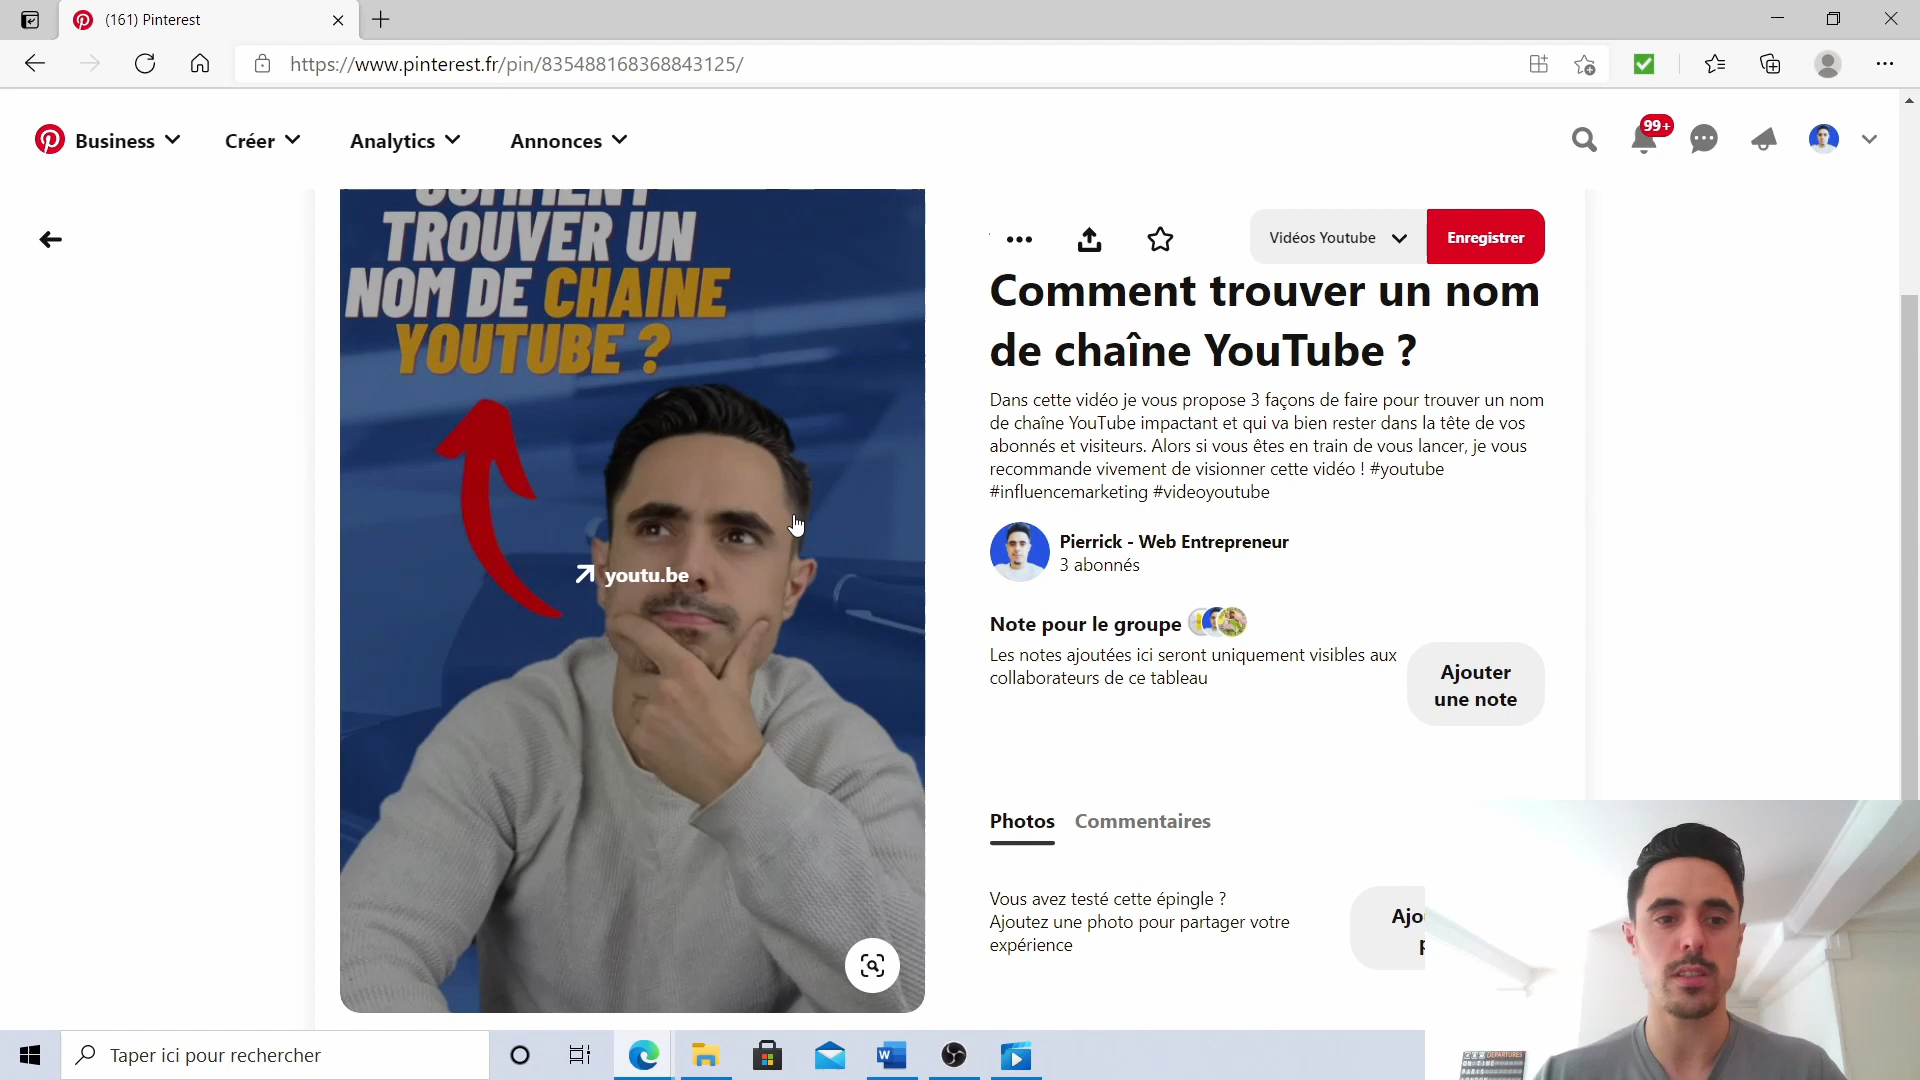 (161) Pinterest
https://www.pinterest.fr/pin/835488168368843125/
Business
Créer
Analytics
Annonces
99+
COMMENT
TROUVER UN
NOM DE CHAINE
YOUTUBE ?
youtu.be
Vidéos Youtube
Enregistrer
Comment trouver un nom
de chaîne YouTube ?
Dans cette vidéo je vous propose 3 façons de faire pour trouver un nom
de chaîne YouTube impactant et qui va bien rester dans la tête de vos
abonnés et visiteurs. Alors si vous êtes en train de vous lancer, je vous
recommande vivement de visionner cette vidéo ! #youtube
#influencemarketing #videoyoutube
Pierrick - Web Entrepreneur
3 abonnés
Note pour le groupe
Les notes ajoutées ici seront uniquement visibles aux
collaborateurs de ce tableau
Ajouter
une note
Photos
Commentaires
Vous avez testé cette épingle ?
Ajoutez une photo pour partager votre
expérience
Ajou
DEPARTURES
Taper ici pour rechercher